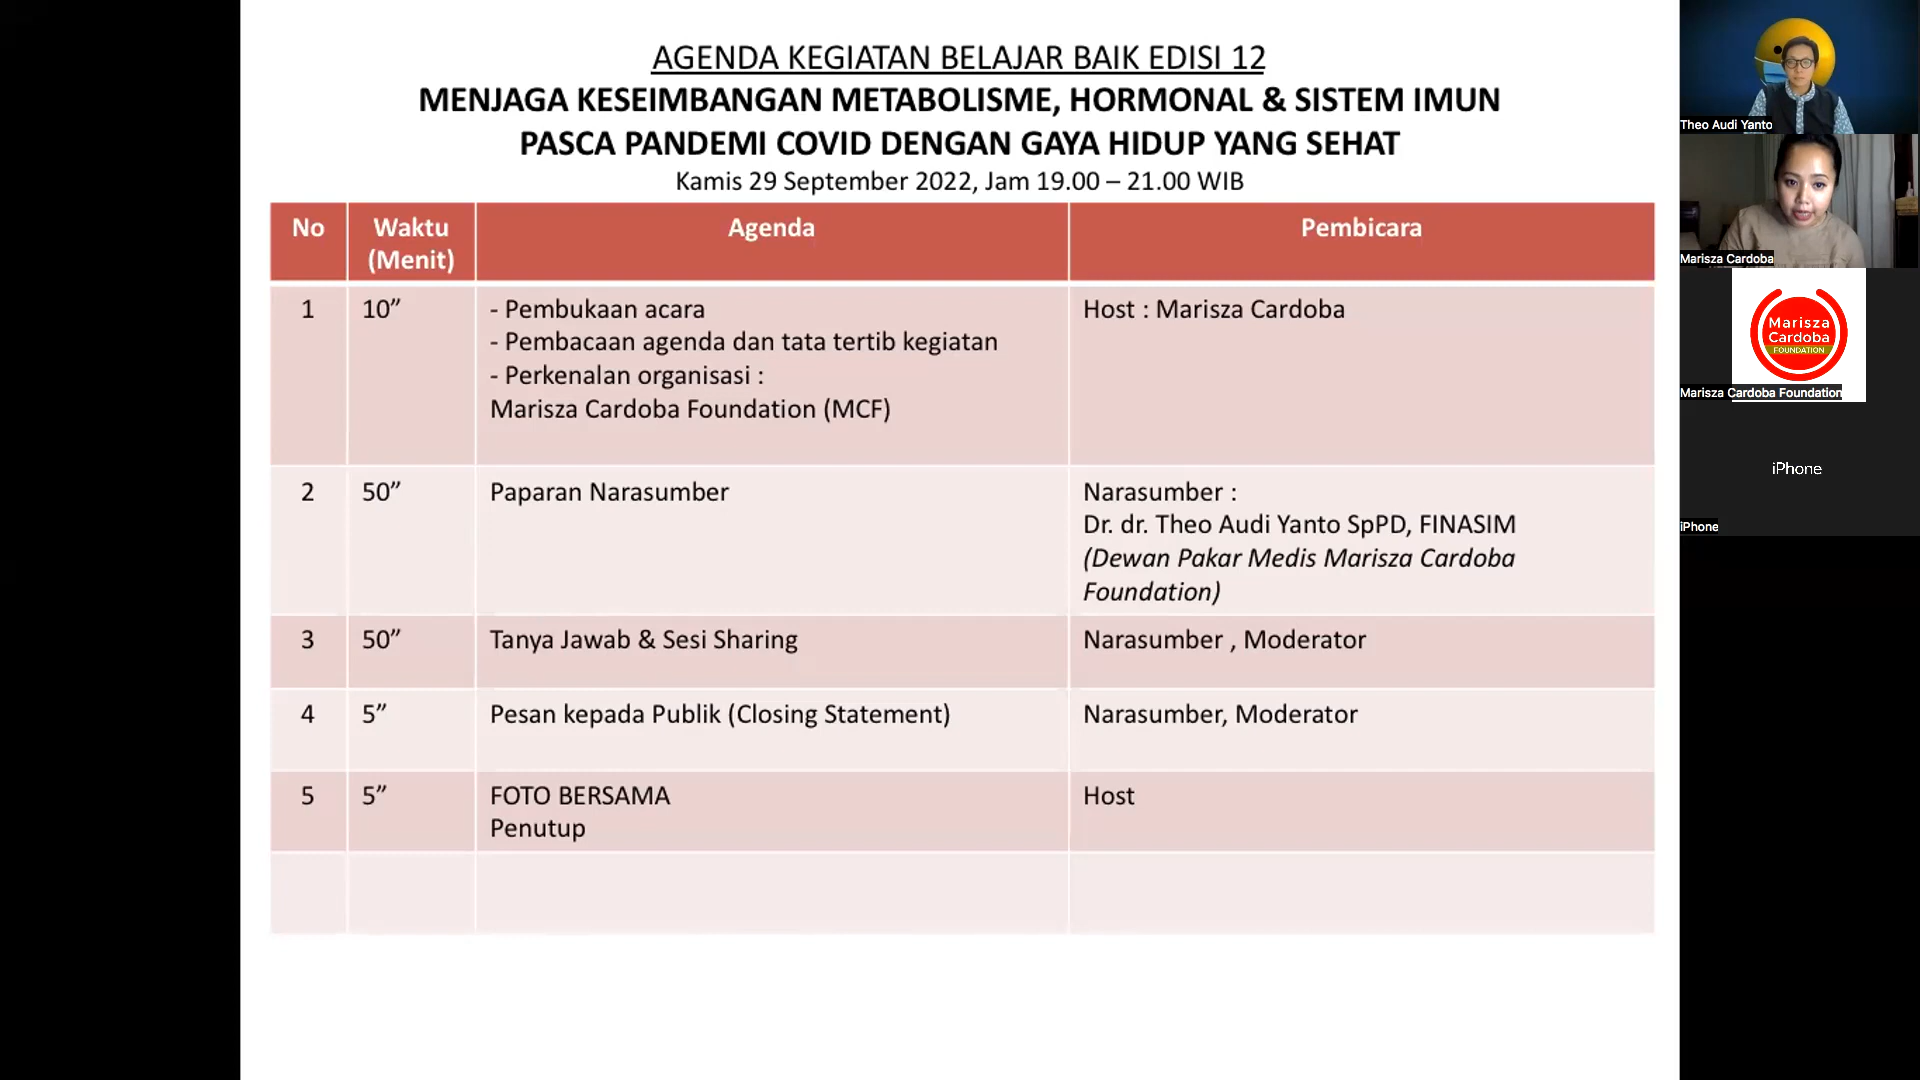 AGENDA KEGIATAN BELAJAR BAIK EDISI 12
MENJAGA KESEIMBANGAN METABOLISME, HORMONAL & SISTEM IMUN
PASCA PANDEMI COVID DENGAN GAYA HIDUP YANG SEHAT
Kamis 29 September 2022, Jam 19.00 – 21.00 WIB
No
Waktu
(Menit)
Agenda
Pembicara
1
10”
- Pembukaan acara
- Pembacaan agenda dan tata tertib kegiatan
- Perkenalan organisasi :
Marisza Cardoba Foundation (MCF)
Host : Marisza Cardoba
2
50”
Paparan Narasumber
Narasumber :
Dr. dr. Theo Audi Yanto SpPD, FINASIM
(Dewan Pakar Medis Marisza Cardoba
Foundation)
3
50”
Tanya Jawab & Sesi Sharing
Narasumber , Moderator
4
5”
Pesan kepada Publik (Closing Statement)
Narasumber, Moderator
5
5”
FOTO BERSAMA
Penutup
Host
Theo Audi Yanto
Marisza Cardoba
Marisza
Cardoba
FOUNDATION
Marisza Cardoba Foundation
iPhone
iPhone